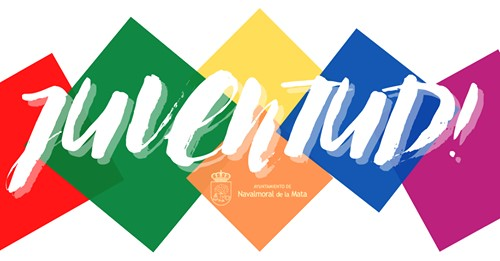 JUVENTUD!
AYUNTAMIENTO DE
Navalmoral de la Mata